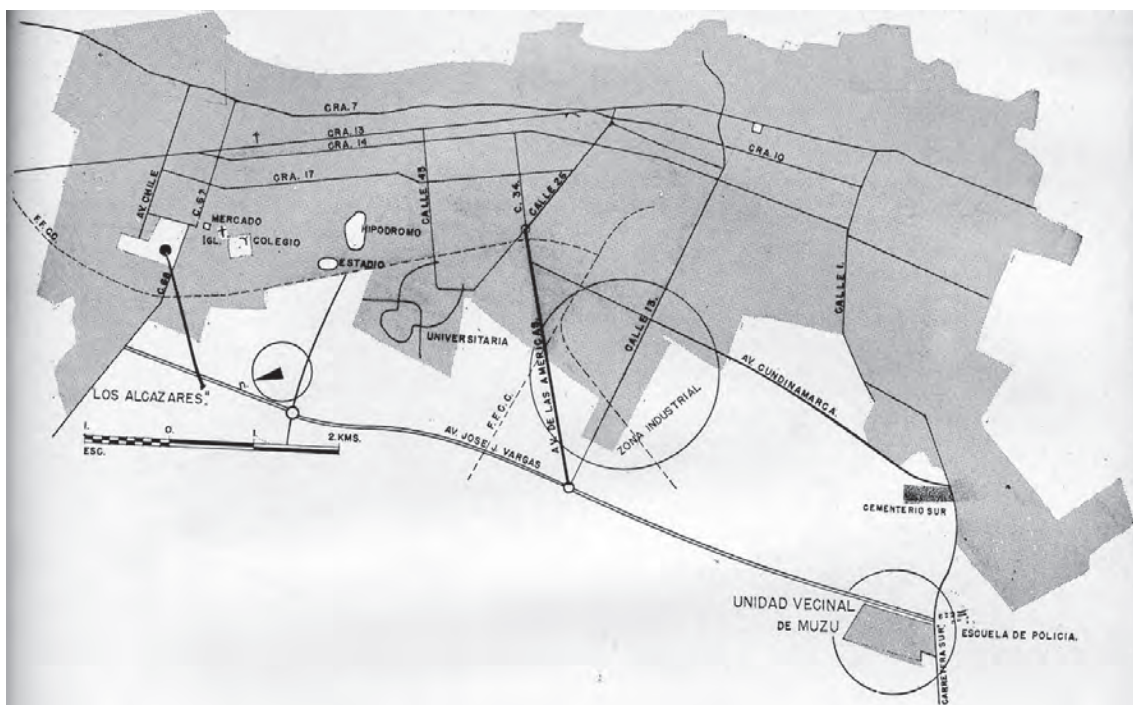 CRA. 7
CRA. 13
CRA. 14
CRA. 10
CRA. 17
AV. CHILE
C. 67
CALLE 45
C. 34.
CALLE 26
MERCADO
IGL.
COLEGIO
HIPODROMO
ESTADIO
F.F.C.D.
C. 68
UNIVERSITARIA
CALLE 13.
CALLE 1.
AV. DE LAS AMERICAS.
AV. CUNDINAMARCA.
"LOS ALCAZARES"
n.
F.F.C.C.
ZONA INDUSTRIAL
AV. JOSE J. VARGAS
1. 0. 1. 2.KMS.
ESC.
CEMENTERIO SUR
UNIDAD VECINAL
DE MUZU
ESCUELA DE POLICIA.
CARRETERA SUR.